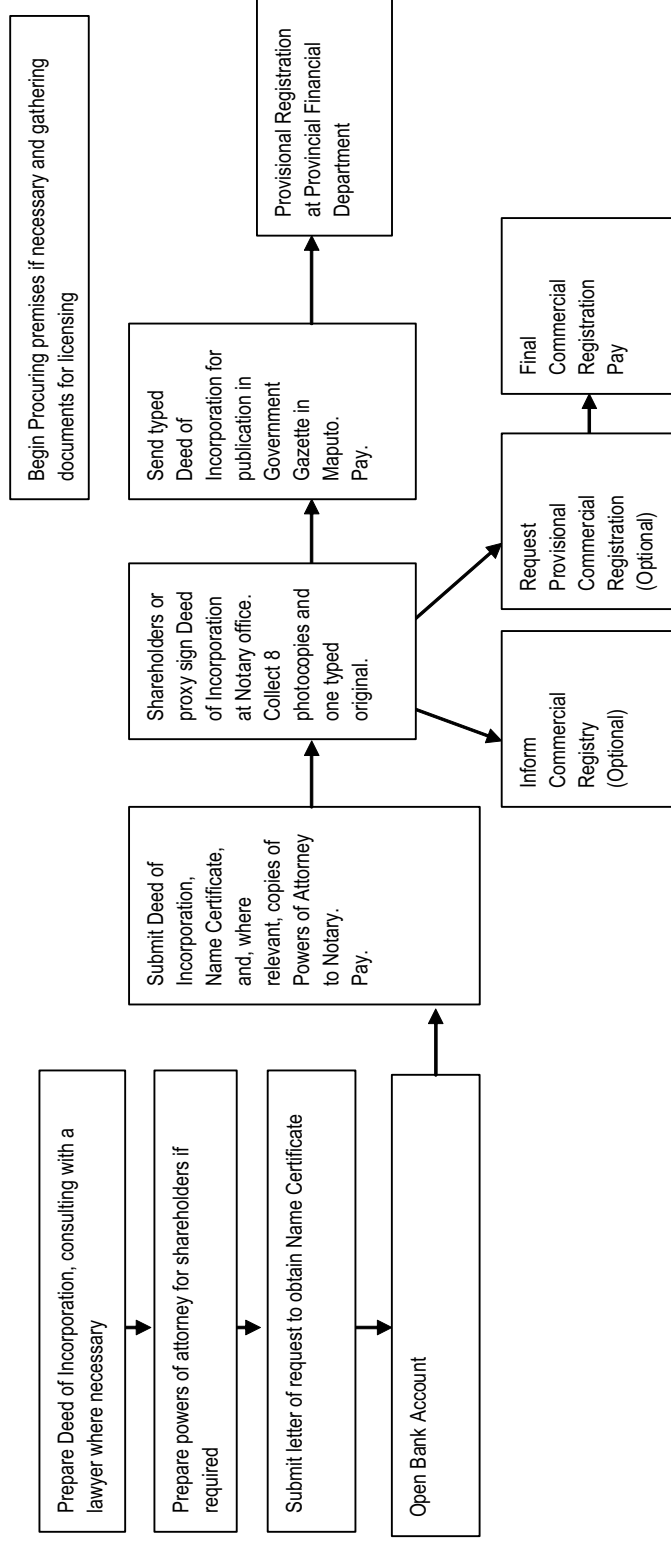 Prepare Deed of Incorporation, consulting with a
lawyer where necessary
Prepare powers of attorney for shareholders if
required
Submit letter of request to obtain Name Certificate
Open Bank Account
Submit Deed of
Incorporation,
Name Certificate,
and, where
relevant, copies of
Powers of Attorney
to Notary.
Pay.
Shareholders or
proxy sign Deed
of Incorporation
at Notary office.
Collect 8
photocopies and
one typed
original.
Inform
Commercial
Registry
(Optional)
Request
Provisional
Commercial
Registration
(Optional)
Final
Commercial
Registration
Pay
Send typed
Deed of
Incorporation for
publication in
Government
Gazette in
Maputo.
Pay.
Provisional Registration
at Provincial Financial
Department
Begin Procuring premises if necessary and gathering
documents for licensing